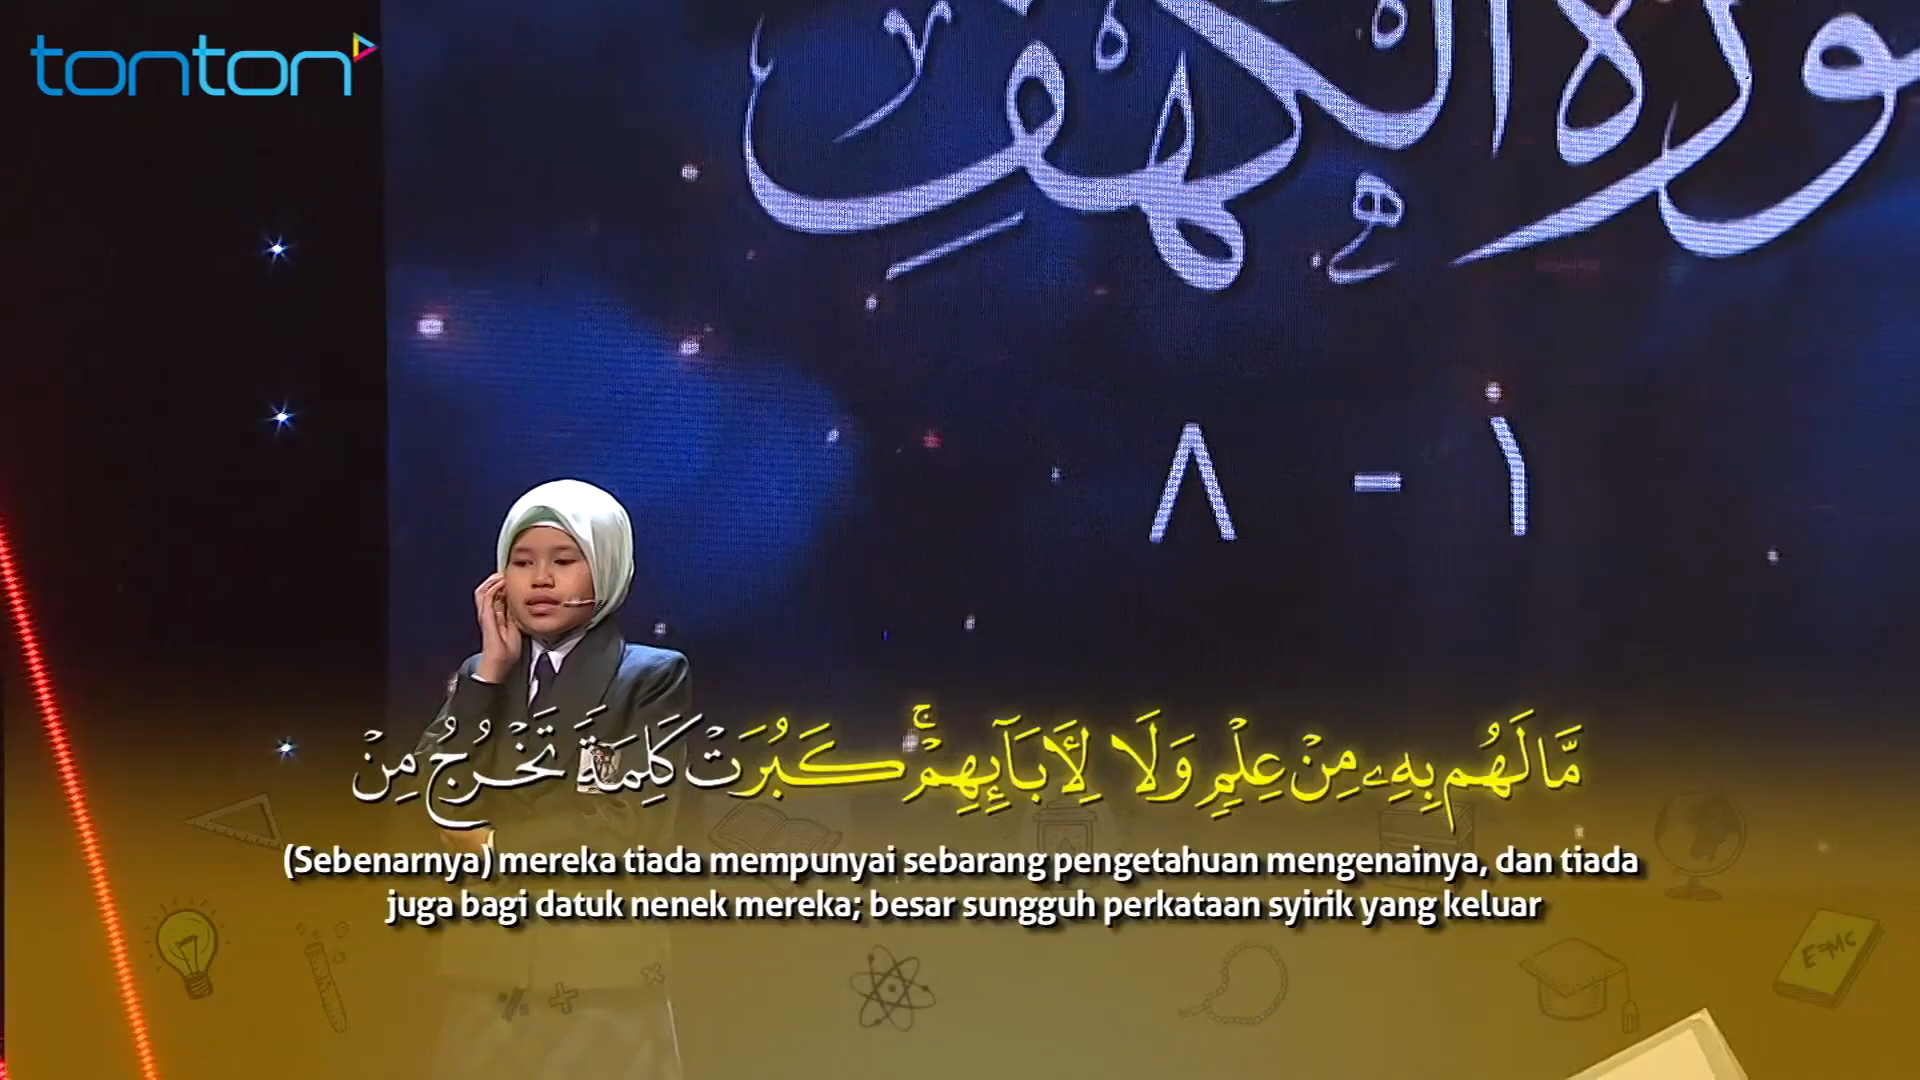 tonton
سورة الكهف
١ - ٨
مَّا لَهُم بِهِۦ مِنْ عِلْمٍ وَلَا لِأٓبَآئِهِمْ ۚ كَبُرَتْ كَلِمَةً تَخْرُجُ مِنْ
(Sebenarnya) mereka tiada mempunyai sebarang pengetahuan mengenainya, dan tiada
juga bagi datuk nenek mereka; besar sungguh perkataan syirik yang keluar
E=MC